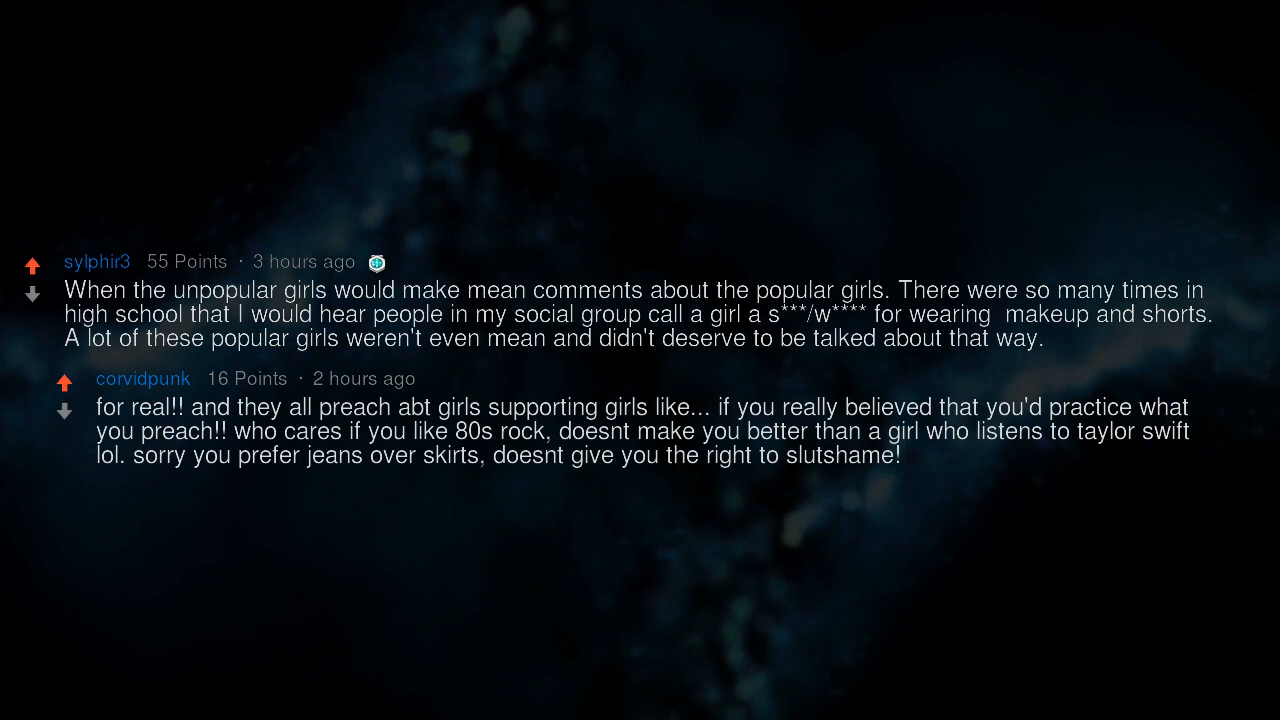 sylphir3 55 Points · 3 hours ago
When the unpopular girls would make mean comments about the popular girls. There were so many times in
high school that I would hear people in my social group call a girl a s***/w**** for wearing  makeup and shorts.
A lot of these popular girls weren't even mean and didn't deserve to be talked about that way.
corvidpunk 16 Points · 2 hours ago
for real!! and they all preach abt girls supporting girls like... if you really believed that you'd practice what
you preach!! who cares if you like 80s rock, doesnt make you better than a girl who listens to taylor swift
lol. sorry you prefer jeans over skirts, doesnt give you the right to slutshame!